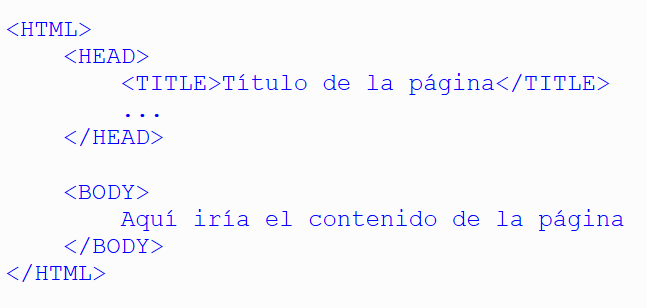 <HTML>
<HEAD>
<TITLE>Título de la página</TITLE>
...
</HEAD>
<BODY>
Aquí iría el contenido de la página
</BODY>
</HTML>